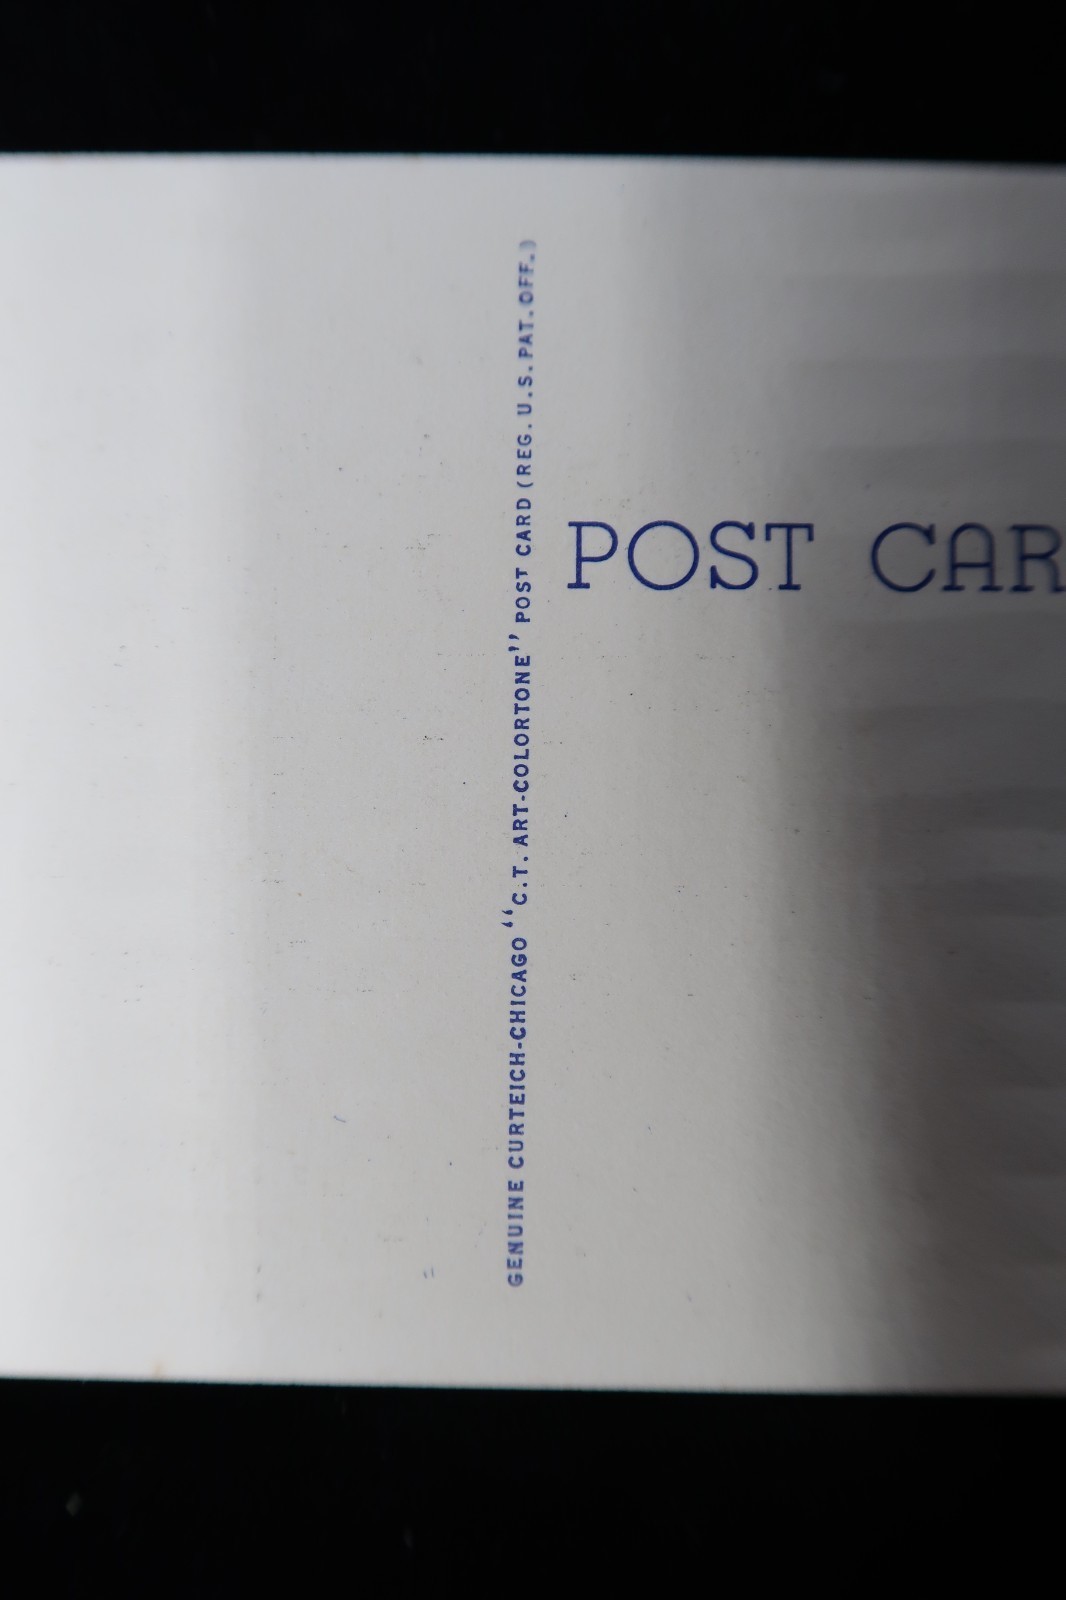 GENUINE CURTEICH-CHICAGO "C.T. ART-COLORTONE" POST CARD (REG. U.S. PAT. OFF.)
POST CAR